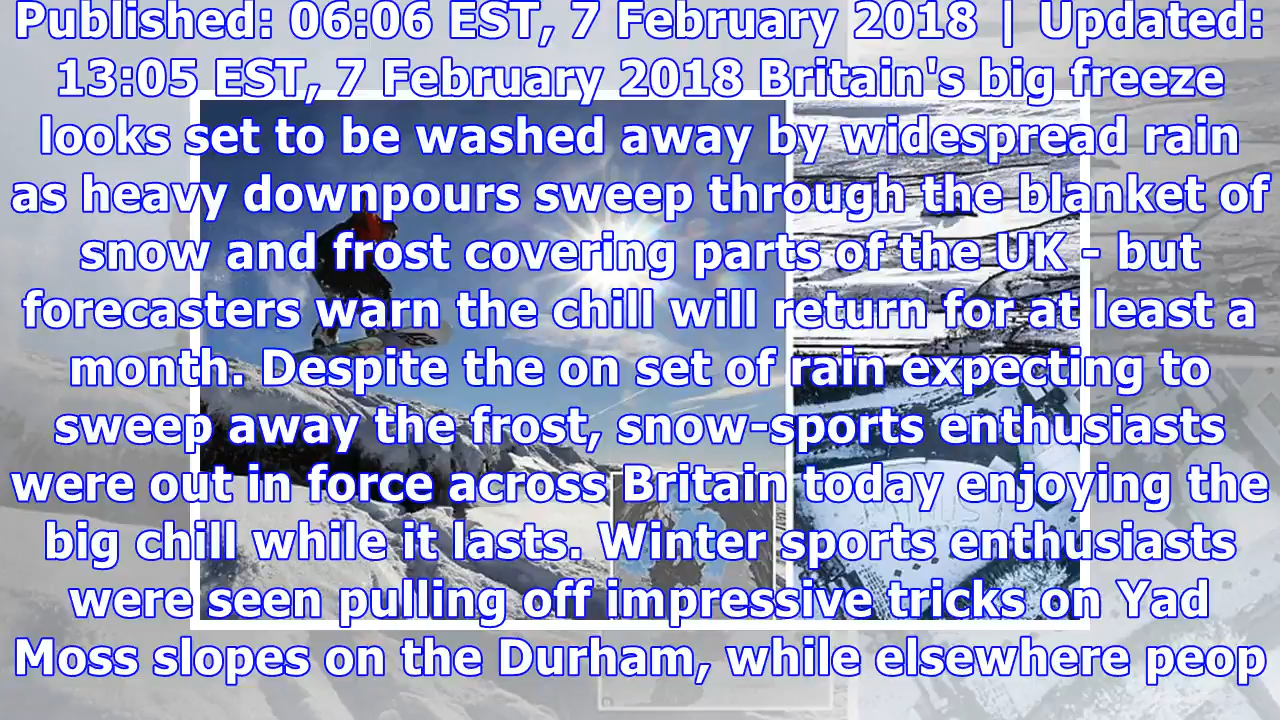 Published: 06:06 EST, 7 February 2018 | Updated:
13:05 EST, 7 February 2018 Britain's big freeze
looks set to be washed away by widespread rain
as heavy downpours sweep through the blanket of
snow and frost covering parts of the UK - but
forecasters warn the chill will return for at least a
month. Despite the on set of rain expecting to
sweep away the frost, snow-sports enthusiasts
were out in force across Britain today enjoying the
big chill while it lasts. Winter sports enthusiasts
were seen pulling off impressive tricks on Yad
Moss slopes on the Durham, while elsewhere peop